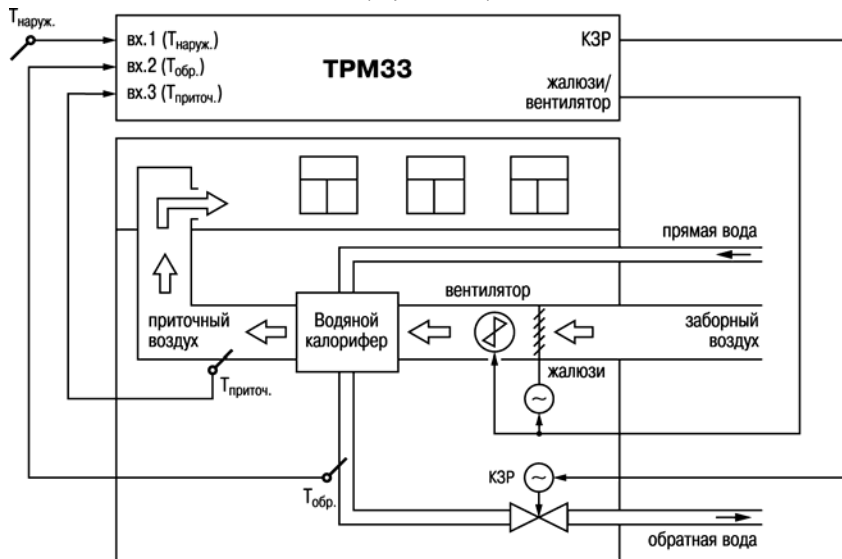 Тнаруж.
вх.1 (Тнаруж.)
вх.2 (Тобр.)
вх.3 (Тприточ.)
ТРМ33
КЗР
жалюзи/
вентилятор
прямая вода
вентилятор
приточный
воздух
Водяной
калорифер
заборный
воздух
жалюзи
Тприточ.
Тобр.
КЗР
обратная вода